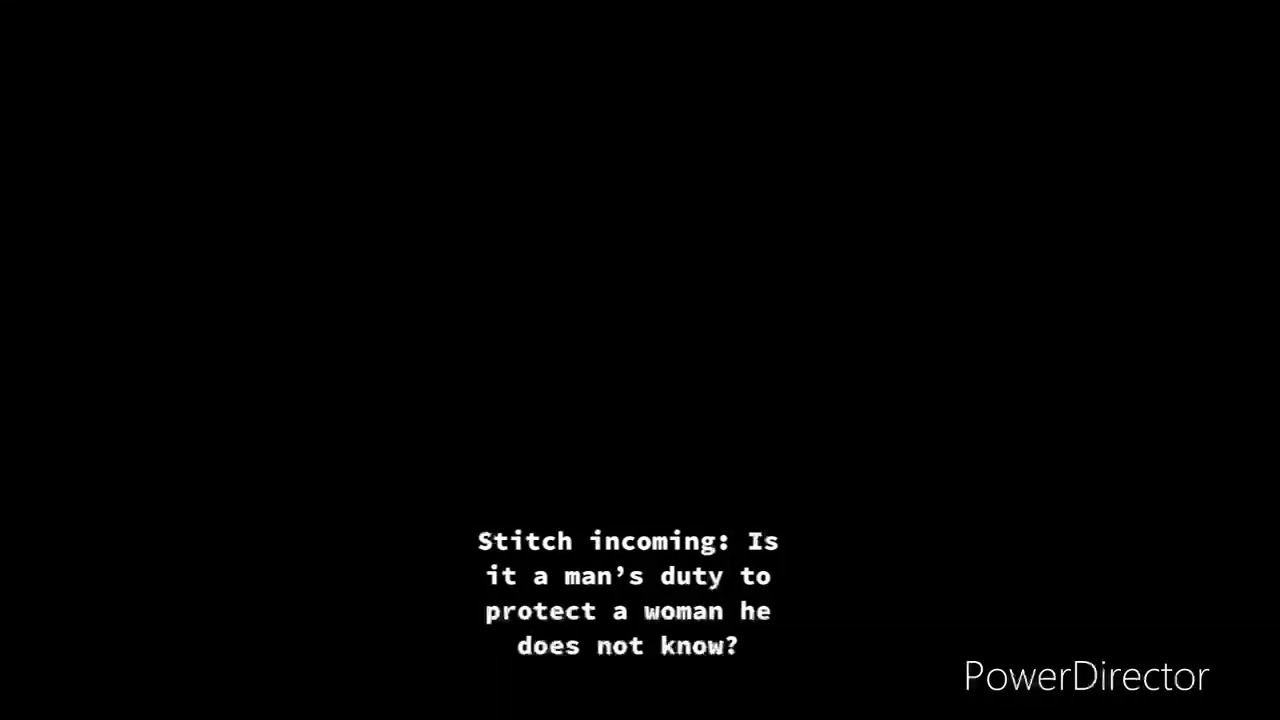 Stitch incoming: Is
it a man’s duty to
protect a woman he
does not know?
PowerDirector